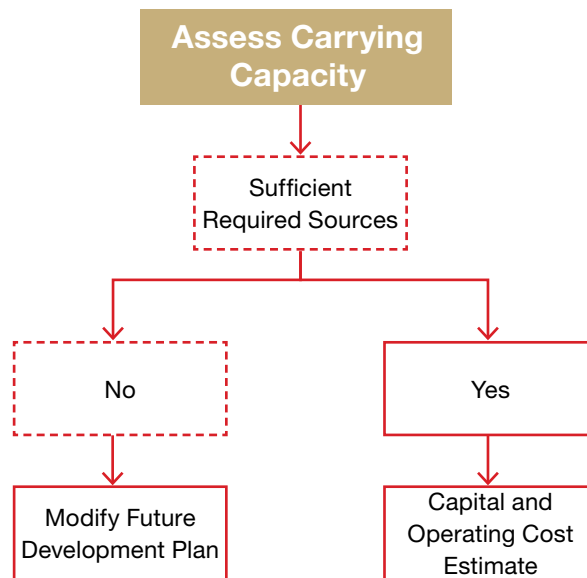 Assess Carrying
Capacity
Sufficient
Required Sources
No
Yes
Modify Future
Development Plan
Capital and
Operating Cost
Estimate